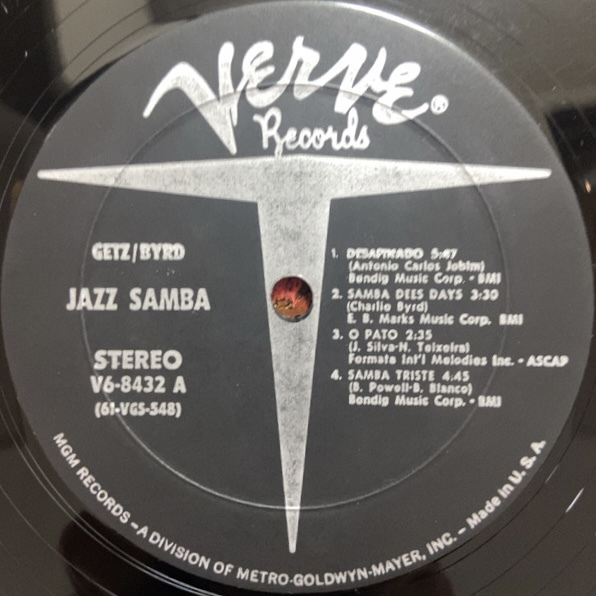 VERVE®
Records
GETZ/BYRD
JAZZ SAMBA
STEREO
V6-8432 A
(61-VGS-548)
1. DESAFINADO 5:47
(Antonio Carlos Jobim)
Bendig Music Corp. - BMI
2. SAMBA DEES DAYS 3:30
(Charlie Byrd)
E. B. Marks Music Corp. BMI
3. O PATO 2:35
(J. Silva-N. Teixeira)
Fermata Int'l Melodies Inc. - ASCAP
4. SAMBA TRISTE 4:45
(B. Powell-B. Blanco)
Bendig Music Corp. - BMI
MGM RECORDS – A DIVISION OF METRO-GOLDWYN-MAYER, INC. – Made in U. S. A.